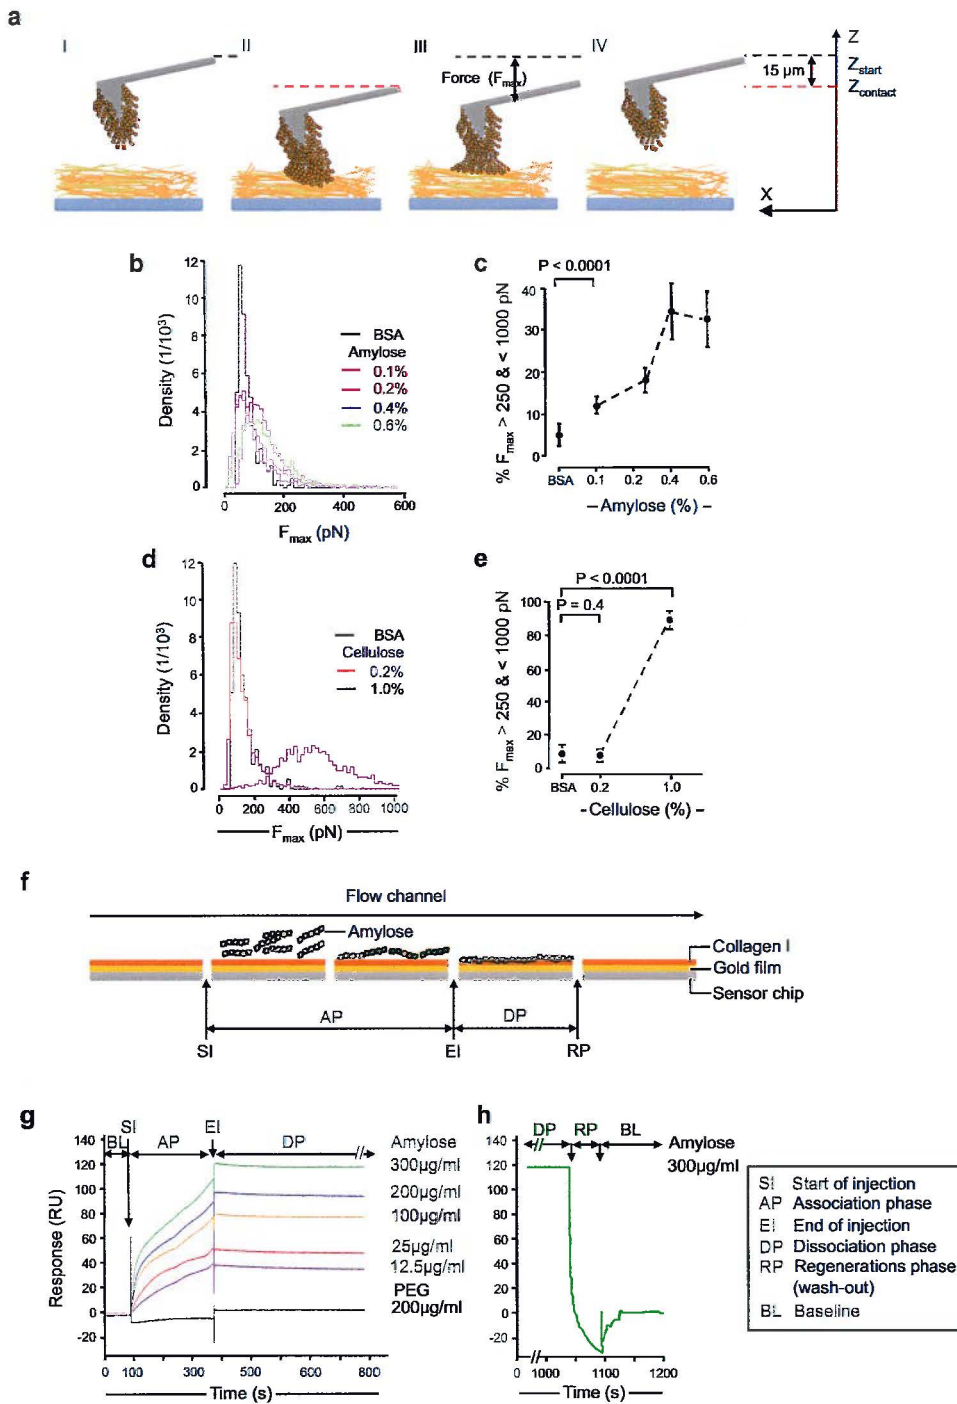 a
I
II
III
IV
Force (Fmax)
15 µm
Z
Zstart
Zcontact
X
b
Density (1/10³)
12
10
8
6
4
2
0
0
200
400
600
Fmax (pN)
BSA
Amylose
0.1%
0.2%
0.4%
0.6%
c
P < 0.0001
% Fmax > 250 & < 1000 pN
40
30
20
10
0
BSA
0.1
0.2
0.4
0.6
– Amylose (%) –
d
Density (1/10³)
12
10
8
6
4
2
0
0
200
400
600
800
1000
Fmax (pN)
BSA
Cellulose
0.2%
1.0%
e
P < 0.0001
P = 0.4
% Fmax > 250 & < 1000 pN
100
80
60
40
20
0
BSA
0.2
1.0
– Cellulose (%) –
f
Flow channel
Amylose
Collagen I
Gold film
Sensor chip
AP
DP
SI
EI
RP
g
SI
EI
BL
AP
DP
Response (RU)
140
120
100
80
60
40
20
0
-20
0
100
200
400
600
800
Time (s)
Amylose
300µg/ml
200µg/ml
100µg/ml
25µg/ml
12.5µg/ml
PEG
200µg/ml
h
DP
RP
BL
140
120
100
80
60
40
20
0
-20
0
1000
1100
1200
Time (s)
Amylose
300µg/ml
SI Start of injection
AP Association phase
EI End of injection
DP Dissociation phase
RP Regenerations phase
(wash-out)
BL Baseline